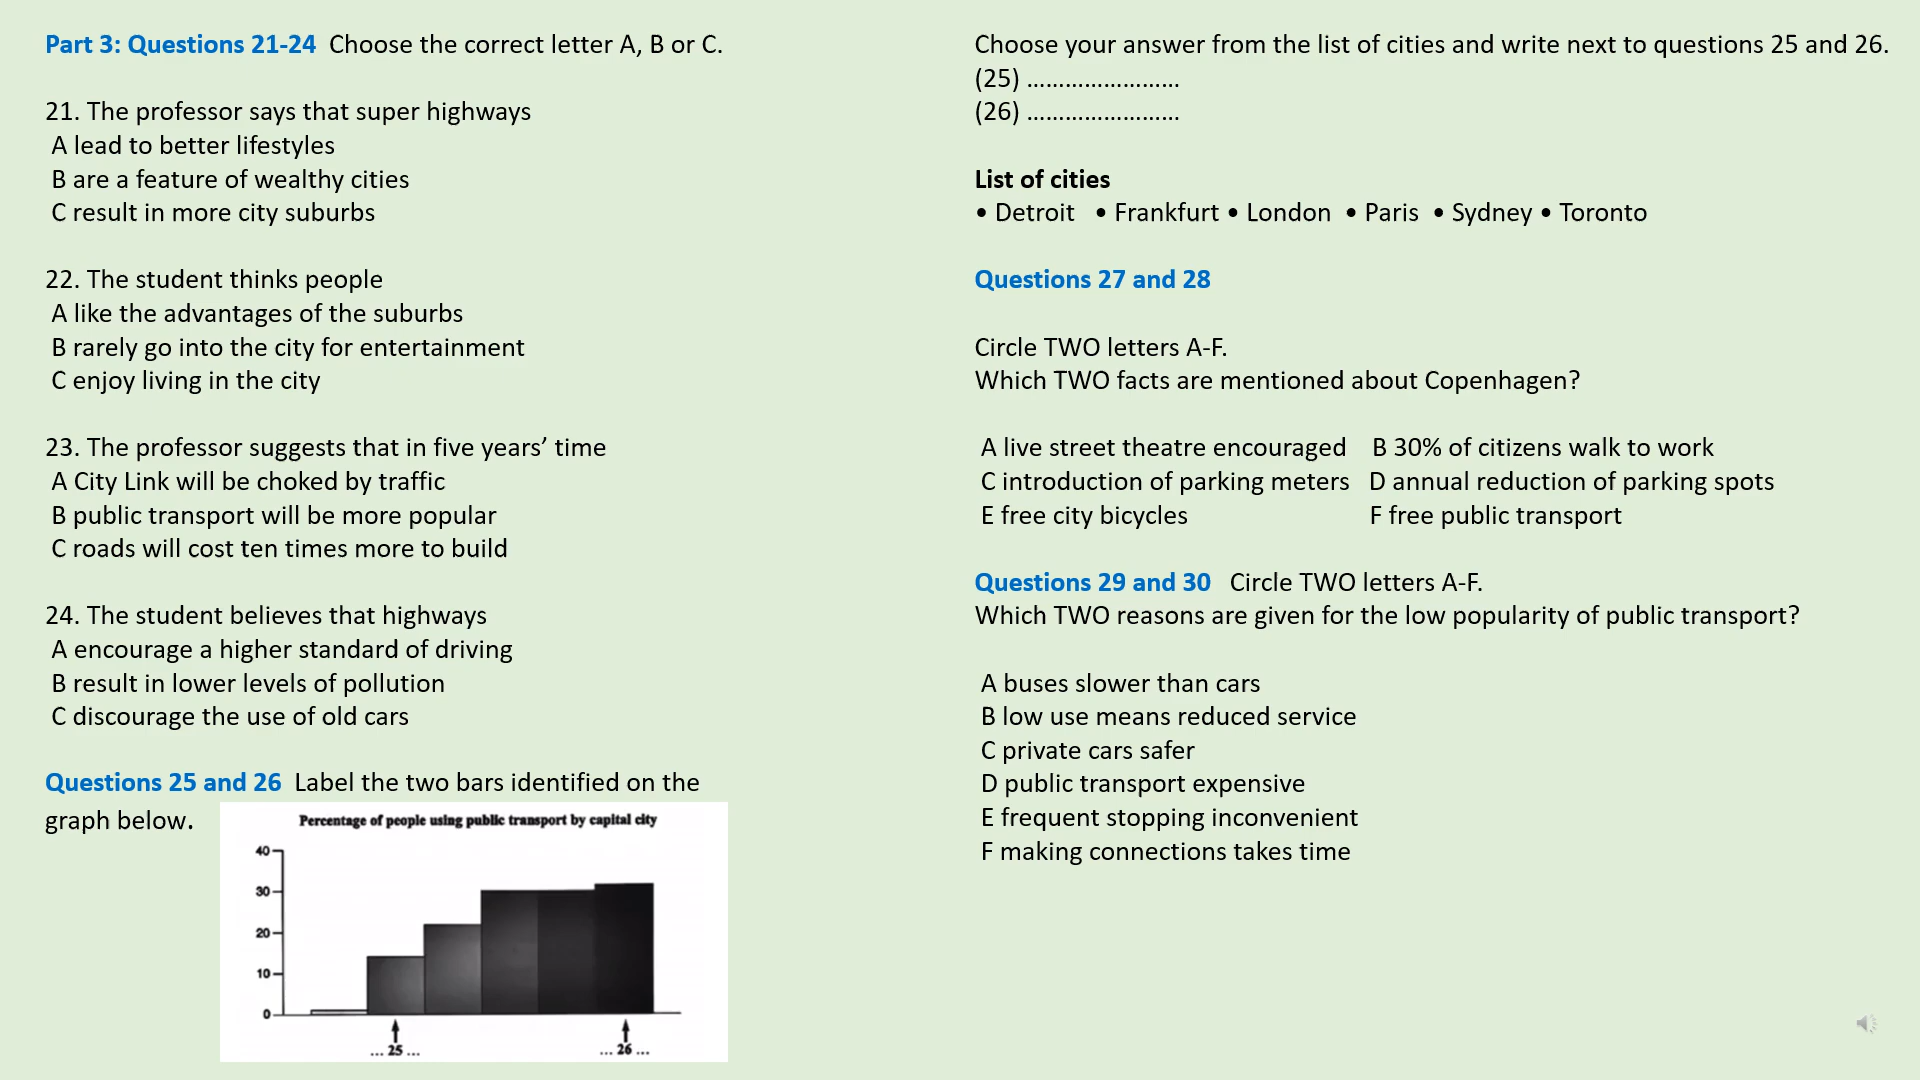 Part 3: Questions 21-24 Choose the correct letter A, B or C.
21. The professor says that super highways
A lead to better lifestyles
B are a feature of wealthy cities
C result in more city suburbs
22. The student thinks people
A like the advantages of the suburbs
B rarely go into the city for entertainment
C enjoy living in the city
23. The professor suggests that in five years’ time
A City Link will be choked by traffic
B public transport will be more popular
C roads will cost ten times more to build
24. The student believes that highways
A encourage a higher standard of driving
B result in lower levels of pollution
C discourage the use of old cars
Questions 25 and 26 Label the two bars identified on the
graph below.
Percentage of people using public transport by capital city
40
30
20
10
0
... 25 ... ... 26 ...
Choose your answer from the list of cities and write next to questions 25 and 26.
(25) ........................
(26) ........................
List of cities
• Detroit • Frankfurt • London • Paris • Sydney • Toronto
Questions 27 and 28
Circle TWO letters A-F.
Which TWO facts are mentioned about Copenhagen?
A live street theatre encouraged B 30% of citizens walk to work
C introduction of parking meters D annual reduction of parking spots
E free city bicycles F free public transport
Questions 29 and 30 Circle TWO letters A-F.
Which TWO reasons are given for the low popularity of public transport?
A buses slower than cars
B low use means reduced service
C private cars safer
D public transport expensive
E frequent stopping inconvenient
F making connections takes time